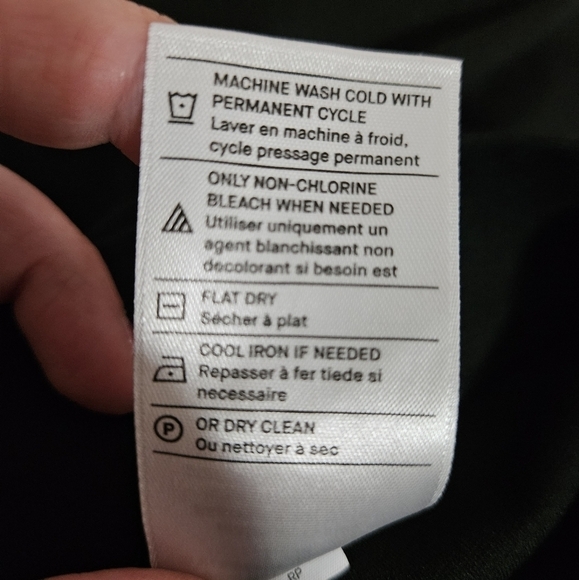 MACHINE WASH COLD WITH
PERMANENT CYCLE
Laver en machine à froid,
cycle pressage permanent
ONLY NON-CHLORINE
BLEACH WHEN NEEDED
Utiliser uniquement un
agent blanchissant non
decolorant si besoin est
FLAT DRY
Sécher à plat
COOL IRON IF NEEDED
Repasser à fer tiede si
necessaire
P
OR DRY CLEAN
Ou nettoyer à sec
RP